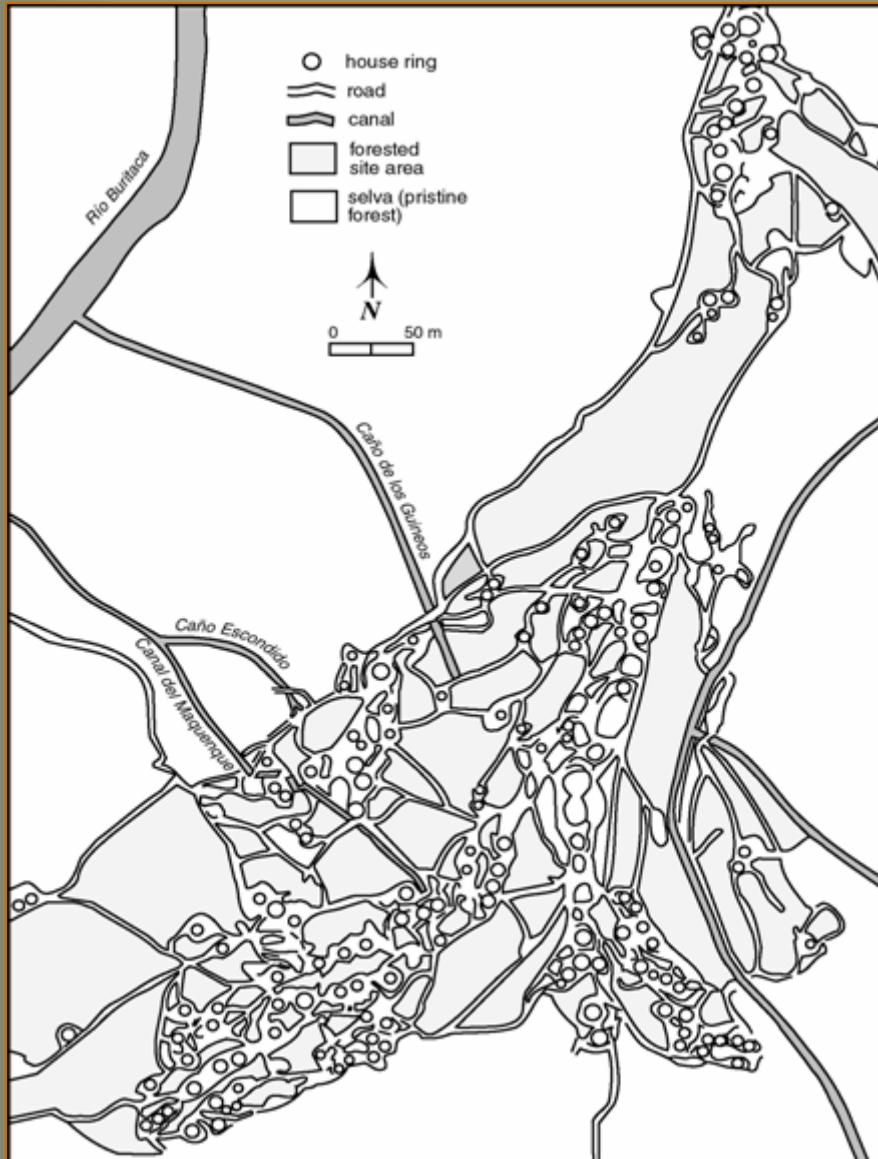 house ring
road
canal
forested
site area
selva (pristine
forest)
N
0 50 m
Río Buritaca
Caño de los Guineos
Caño Escondido
Canal del Maquenque